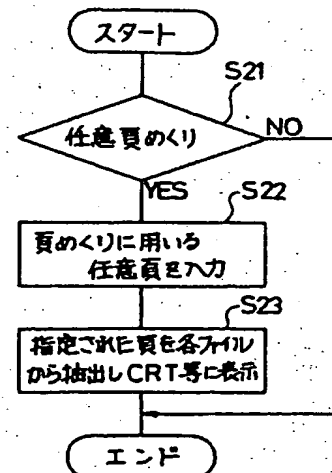 スタート
S21
任意頁めくり
NO
YES
S22
頁めくりに用いる
任意頁を入力
S23
指定された頁を各ファイル
から抽出しCRT等に表示
エンド